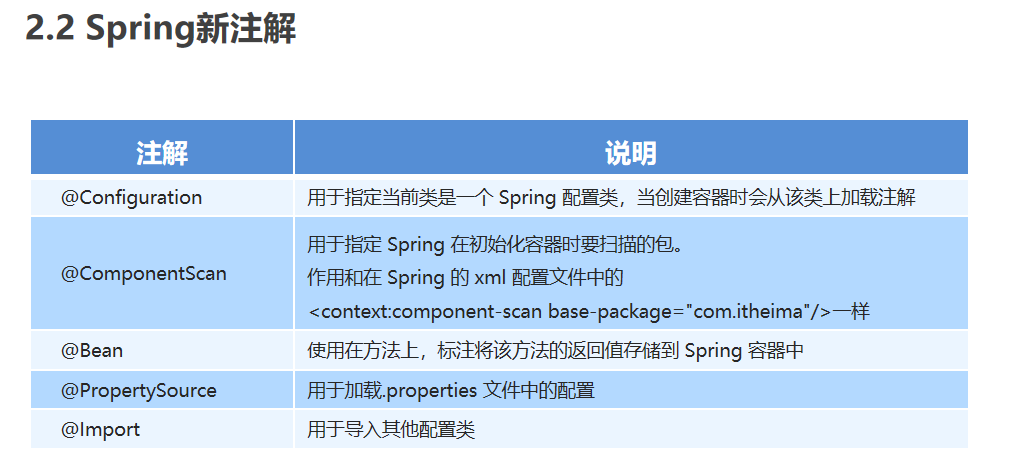 2.2 Spring新注解
注解 说明
@Configuration 用于指定当前类是一个 Spring 配置类，当创建容器时会从该类上加载注解
@ComponentScan
用于指定 Spring 在初始化容器时要扫描的包。
作用和在 Spring 的 xml 配置文件中的
<context:component-scan base-package="com.itheima"/>一样
@Bean 使用在方法上，标注将该方法的返回值存储到 Spring 容器中
@PropertySource 用于加载.properties 文件中的配置
@Import 用于导入其他配置类